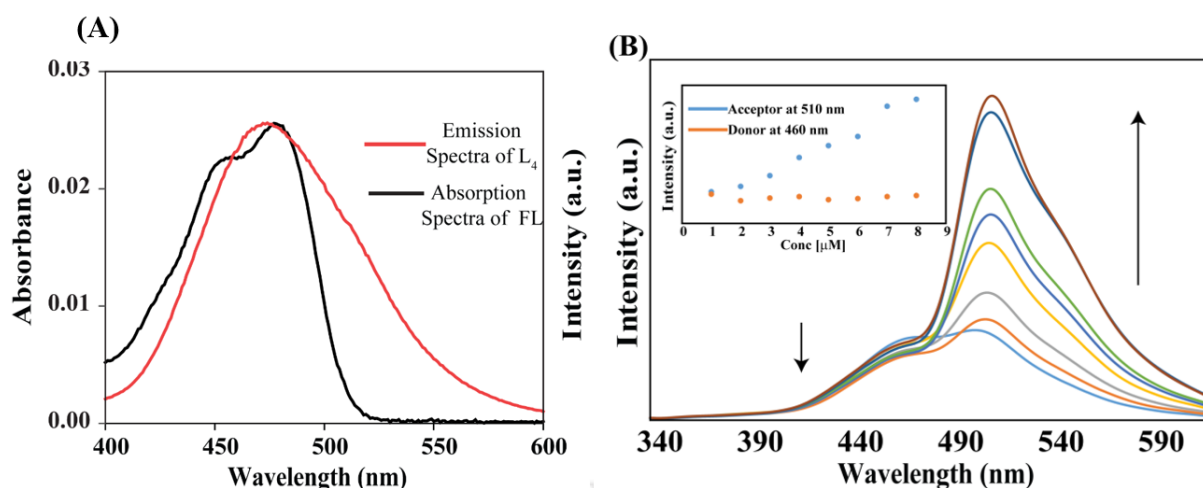 (A)
0.03
0.02
0.01
0.00
Absorbance
400
450
500
550
600
Wavelength (nm)
Intensity (a.u.)
Emission
Spectra of L4
Absorption
Spectra of FL
(B)
Intensity (a.u.)
Acceptor at 510 nm
Donor at 460 nm
Intensity (a.u.)
0 1 2 3 4 5 6 7 8 9
Conc [µM]
340 390 440 490 540 590
Wavelength (nm)